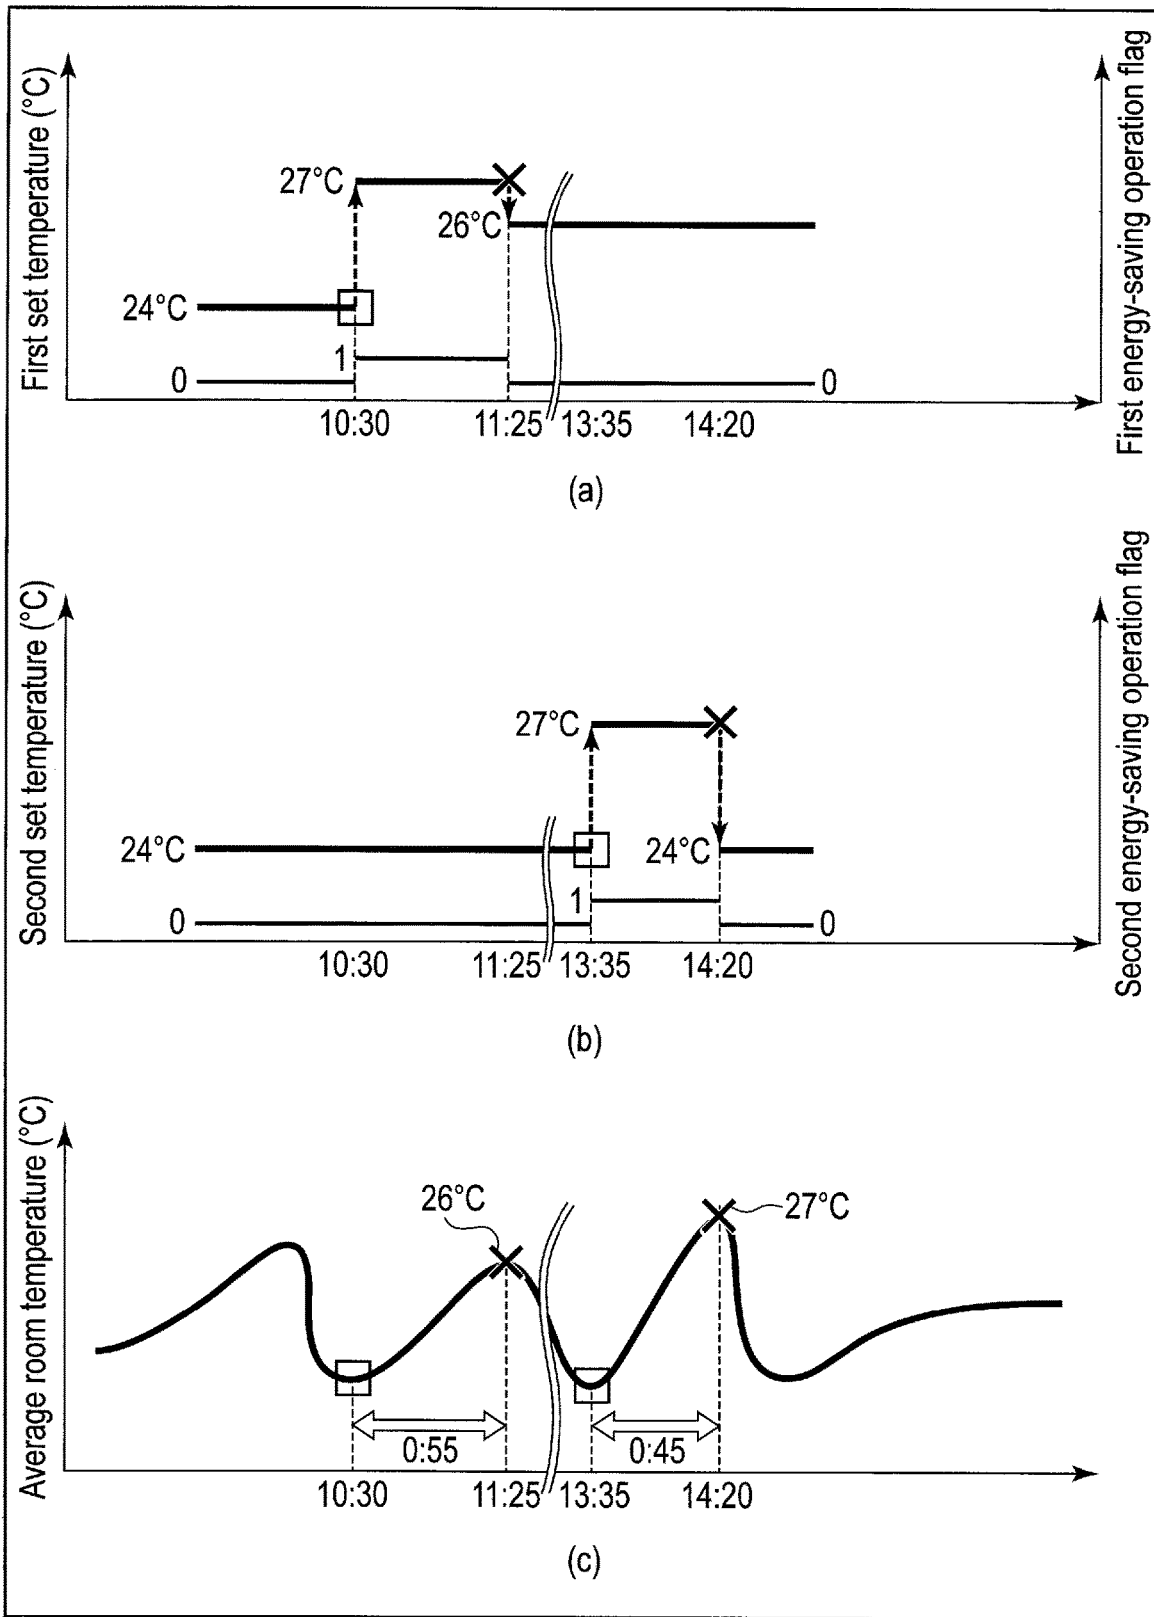 First set temperature (°C)
First energy-saving operation flag
27°C
26°C
24°C
1
0
0
10:30
11:25
13:35
14:20
(a)
Second set temperature (°C)
Second energy-saving operation flag
27°C
24°C
24°C
1
0
0
10:30
11:25
13:35
14:20
(b)
Average room temperature (°C)
26°C
27°C
0:55
0:45
10:30
11:25
13:35
14:20
(c)